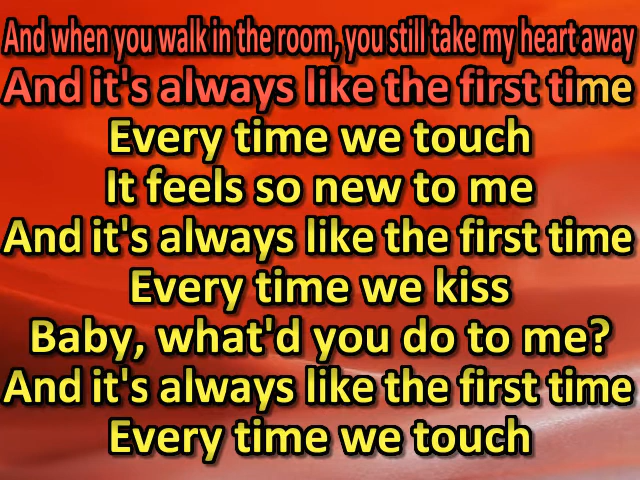 And when you walk in the room, you still take my heart away
And it's always like the first time
Every time we touch
It feels so new to me
And it's always like the first time
Every time we kiss
Baby, what'd you do to me?
And it's always like the first time
Every time we touch